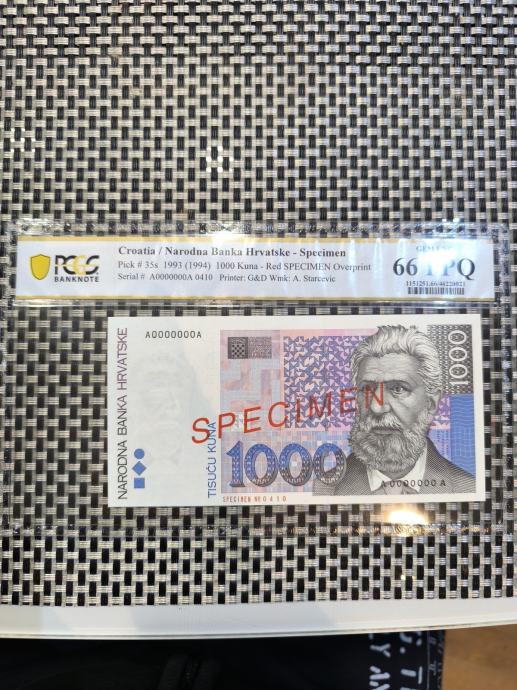 PCGS
BANKNOTE
Croatia / Narodna Banka Hrvatske - Specimen
Pick # 35s 1993 (1994) 1000 Kuna - Red SPECIMEN Overprint
Serial # A0000000A 0410 Printer: G&D Wmk: A. Starcevic
66 PPQ
NARODNA BANKA HRVATSKE
A0000000A
1000
SPECIMEN
TISUĆU KUNA
1000
A0000000A
SPECIMEN Nº 0410